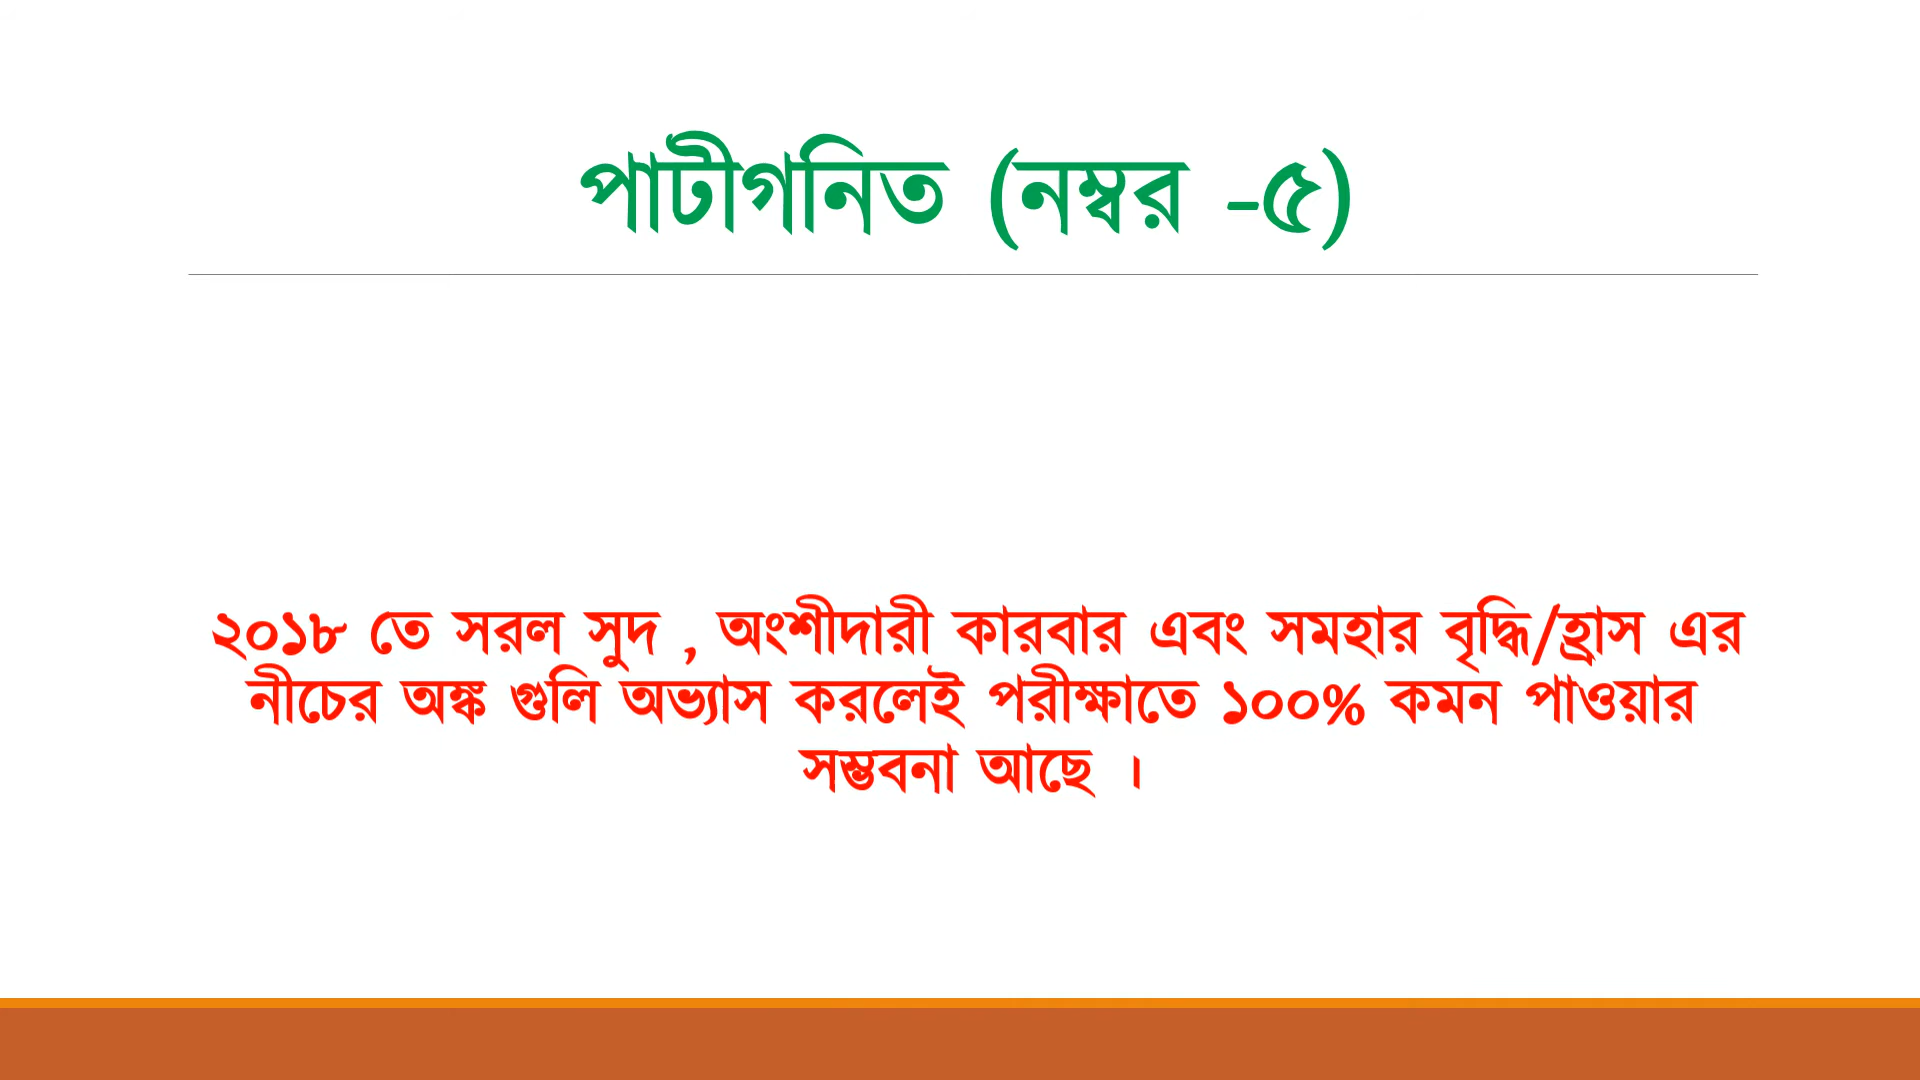 পাটীগনিত (নম্বর -৫)
২০১৮ তে সরল সুদ , অংশীদারী কারবার এবং সমহার বৃদ্ধি/হ্রাস এর
নীচের অঙ্ক গুলি অভ্যাস করলেই পরীক্ষাতে ১০০% কমন পাওয়ার
সম্ভবনা আছে ।